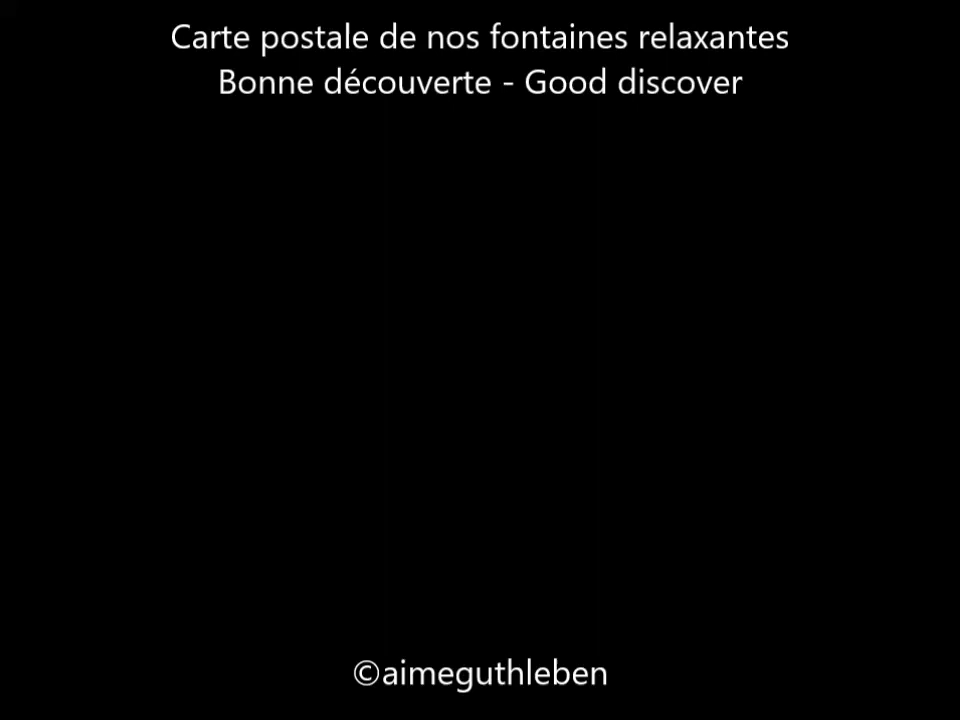 Carte postale de nos fontaines relaxantes
Bonne découverte - Good discover
©aimeguthleben